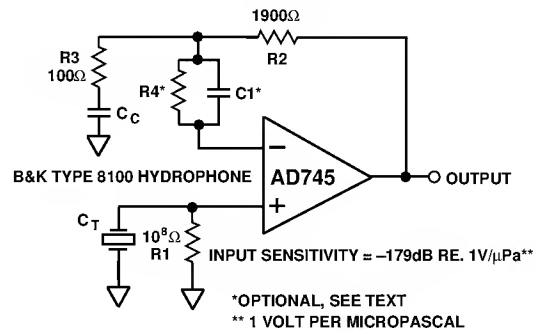 1900Ω
R2
R3
100Ω
R4*
C1*
CC
B&K TYPE 8100 HYDROPHONE
−
+
AD745
OUTPUT
CT
10⁸Ω
R1
INPUT SENSITIVITY = –179dB RE. 1V/µPa**
*OPTIONAL, SEE TEXT
** 1 VOLT PER MICROPASCAL